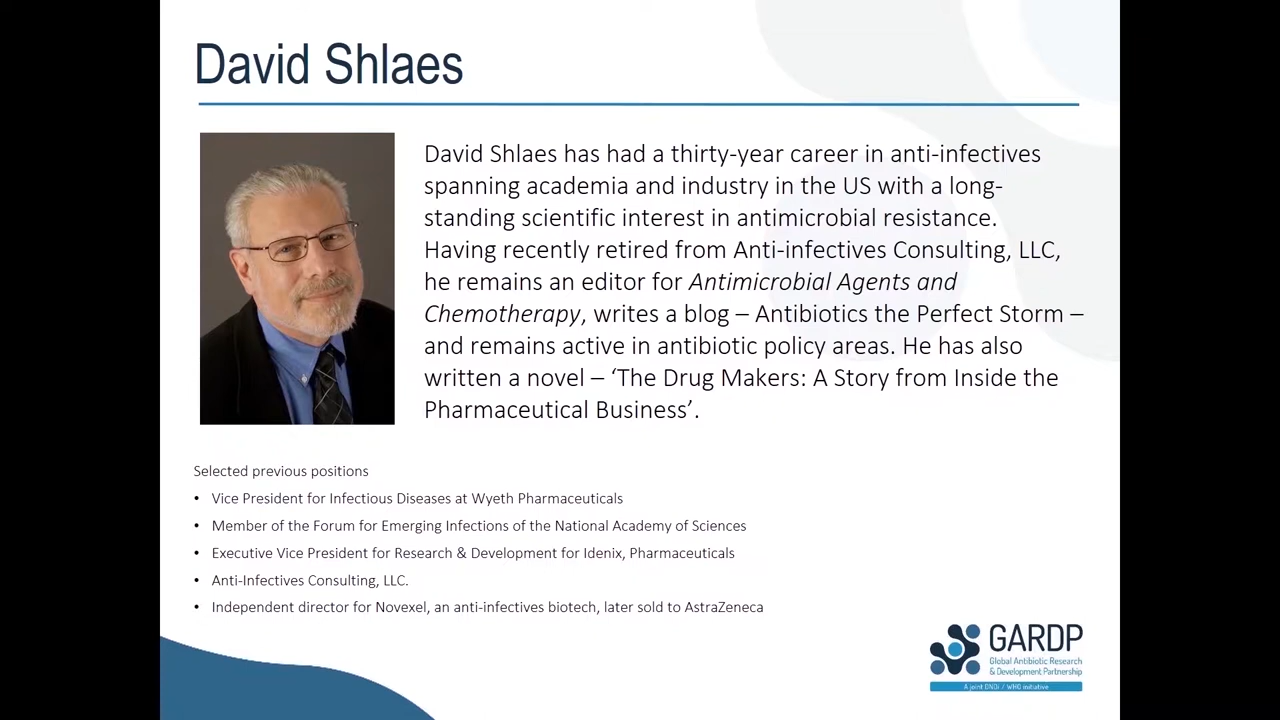 David Shlaes
David Shlaes has had a thirty-year career in anti-infectives
spanning academia and industry in the US with a long-
standing scientific interest in antimicrobial resistance.
Having recently retired from Anti-infectives Consulting, LLC,
he remains an editor for Antimicrobial Agents and
Chemotherapy, writes a blog – Antibiotics the Perfect Storm –
and remains active in antibiotic policy areas. He has also
written a novel – ‘The Drug Makers: A Story from Inside the
Pharmaceutical Business’.
Selected previous positions
• Vice President for Infectious Diseases at Wyeth Pharmaceuticals
• Member of the Forum for Emerging Infections of the National Academy of Sciences
• Executive Vice President for Research & Development for Idenix, Pharmaceuticals
• Anti-Infectives Consulting, LLC.
• Independent director for Novexel, an anti-infectives biotech, later sold to AstraZeneca
GARDP
Global Antibiotic Research
& Development Partnership
A joint DNDi / WHO initiative